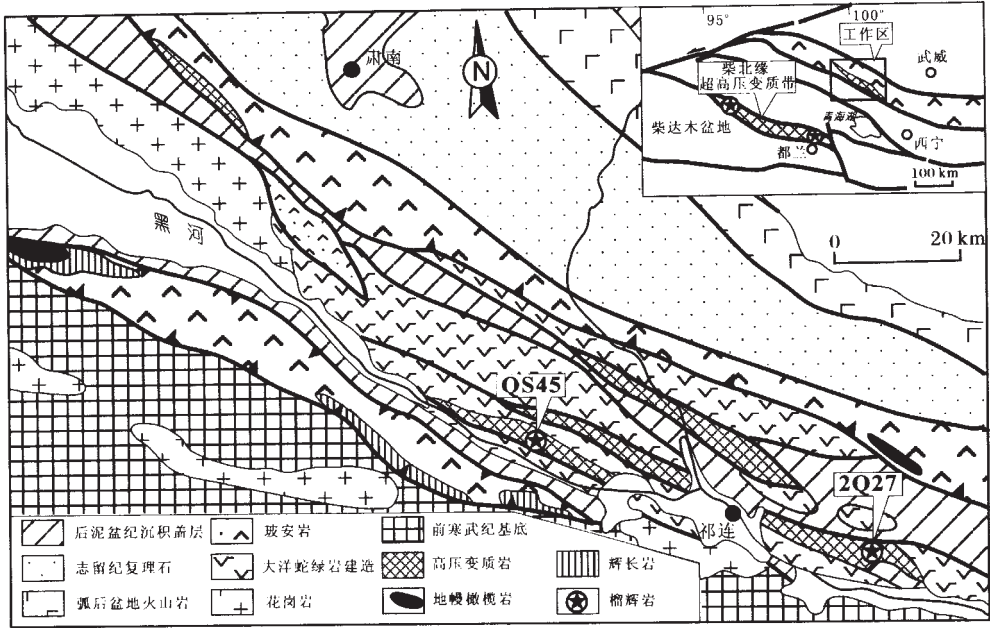 肃南
N
黑河
QS45
2Q27
祁连
95°
100°
工作区
武威
柴北缘
超高压变质带
青海湖
柴达木盆地
西宁
都兰
100 km
0
20 km
后泥盆纪沉积盖层
玻安岩
前寒武纪基底
志留纪复理石
大洋蛇绿岩建造
高压变质岩
辉长岩
弧后盆地火山岩
花岗岩
地幔橄榄岩
榴辉岩